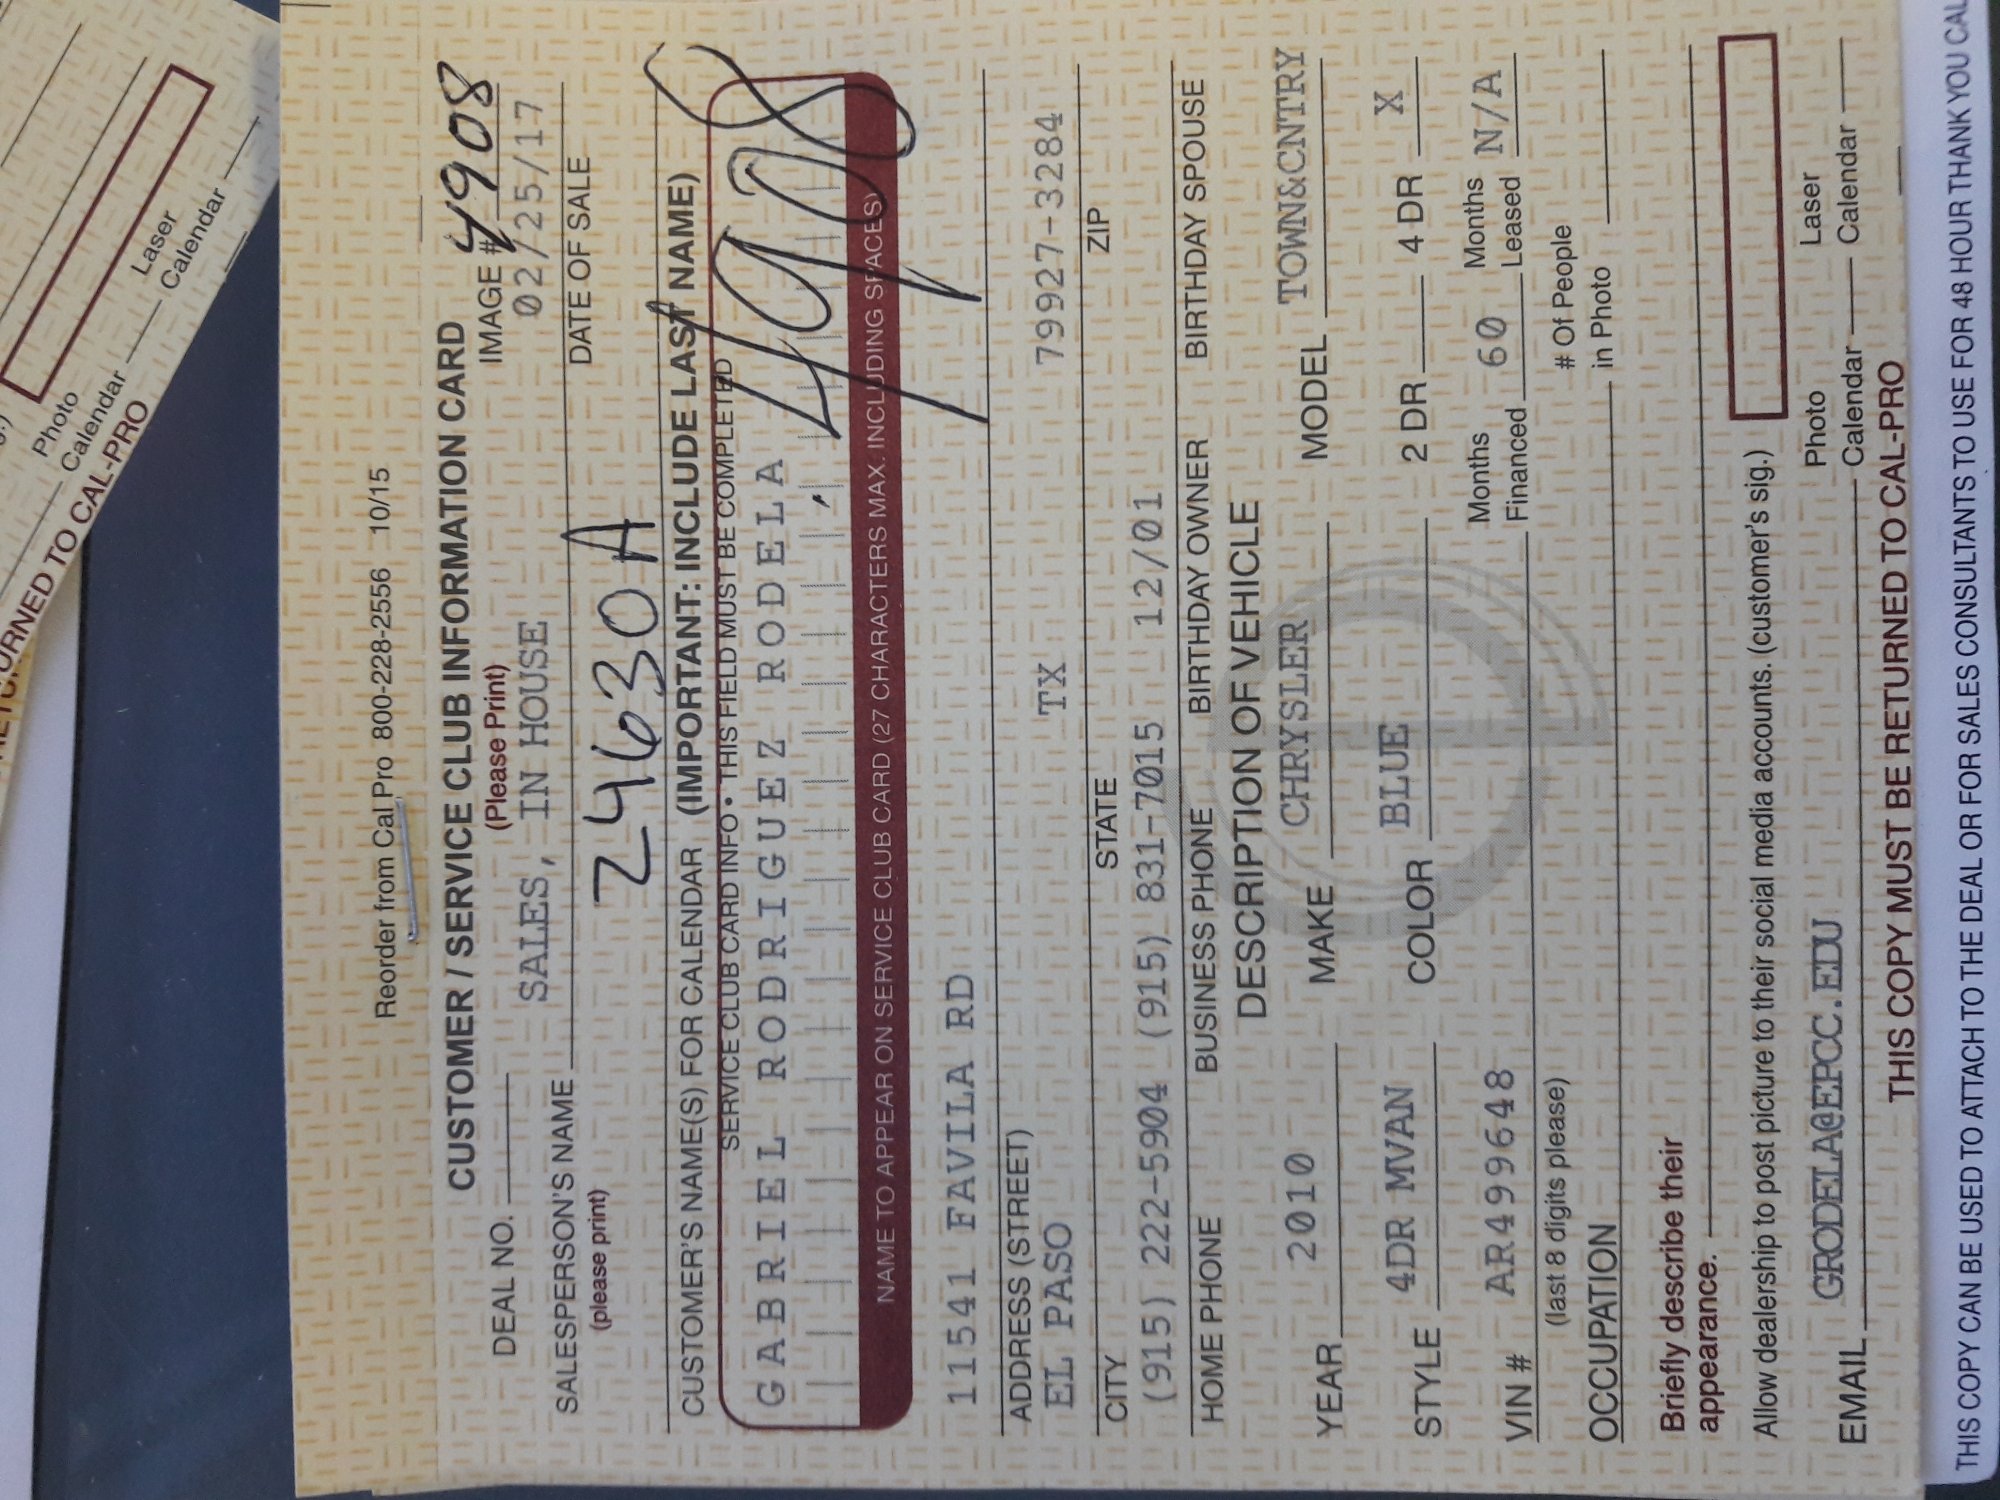 Reorder from Cal Pro 800-228-2556 10/15
CUSTOMER / SERVICE CLUB INFORMATION CARD
DEAL NO. (Please Print) IMAGE # 4908
SALES, IN HOUSE 02/25/17
SALESPERSON'S NAME DATE OF SALE
(please print) 24630A
CUSTOMER'S NAME(S) FOR CALENDAR (IMPORTANT: INCLUDE LAST NAME)
SERVICE CLUB CARD INFO • THIS FIELD MUST BE COMPLETED
GABRIEL RODRIGUEZ RODELA
4908
NAME TO APPEAR ON SERVICE CLUB CARD (27 CHARACTERS MAX. INCLUDING SPACES)
11541 FAVILA RD
ADDRESS (STREET)
EL PASO TX 79927-3284
CITY STATE ZIP
(915) 222-5904 (915) 831-7015 12/01
HOME PHONE BUSINESS PHONE BIRTHDAY OWNER BIRTHDAY SPOUSE
DESCRIPTION OF VEHICLE
YEAR 2010 MAKE CHRYSLER MODEL TOWN&CNTRY
STYLE 4DR MVAN COLOR BLUE 2 DR 4 DR X
VIN # AR499648 Months Financed 60 Months Leased N/A
(last 8 digits please)
OCCUPATION # Of People in Photo
Briefly describe their
appearance.
Allow dealership to post picture to their social media accounts. (customer's sig.)
EMAIL GRODELA@EPCC.EDU Photo Calendar Laser Calendar
THIS COPY MUST BE RETURNED TO CAL-PRO
THIS COPY CAN BE USED TO ATTACH TO THE DEAL OR FOR SALES CONSULTANTS TO USE FOR 48 HOUR THANK YOU CAL
Photo Calendar Laser Calendar
URNED TO CAL-PRO